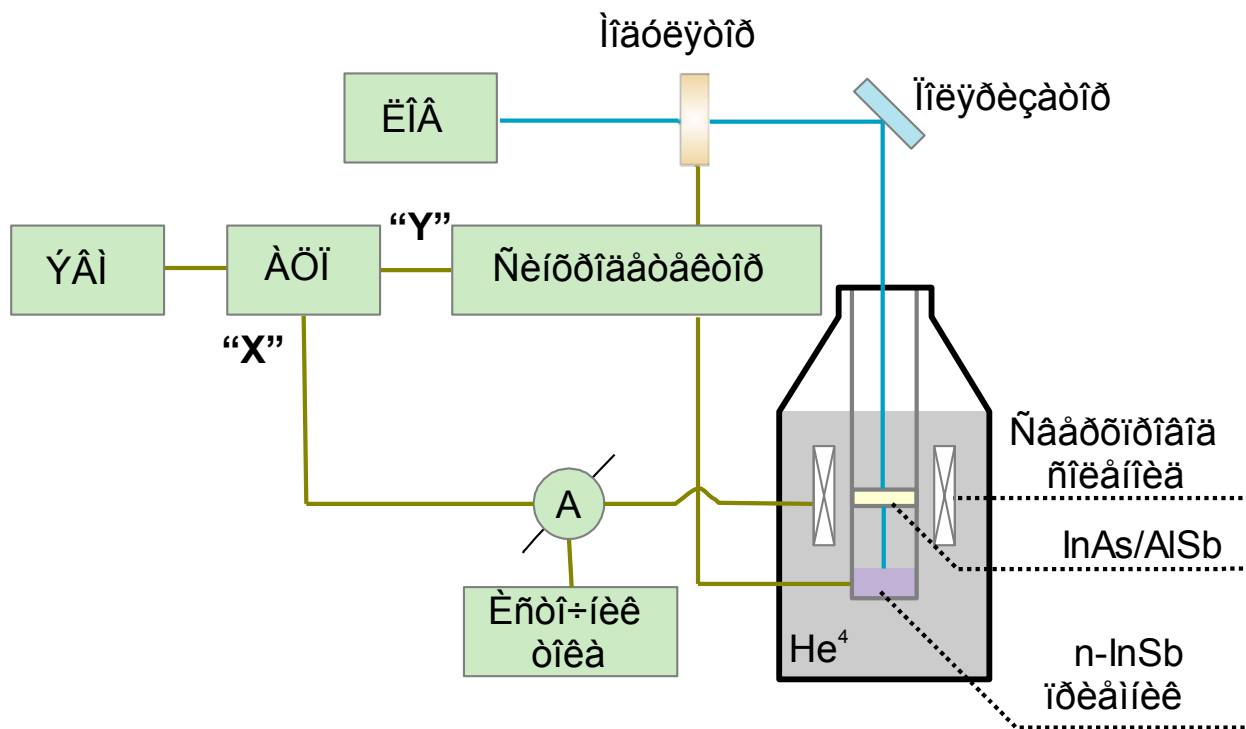 Ìîäóëÿòîð
Ïîëÿðèçàòîð
ËÎÂ
“Y”
ÝÂÌ
ÀÖÏ
Ñèíõðîäåòåêòîð
“X”
Ñâåðõïðîâîä
ñîëåíîèä
A
InAs/AlSb
Èñòî÷íèê
òîêà
He⁴
n-InSb
ïðèåìíèê